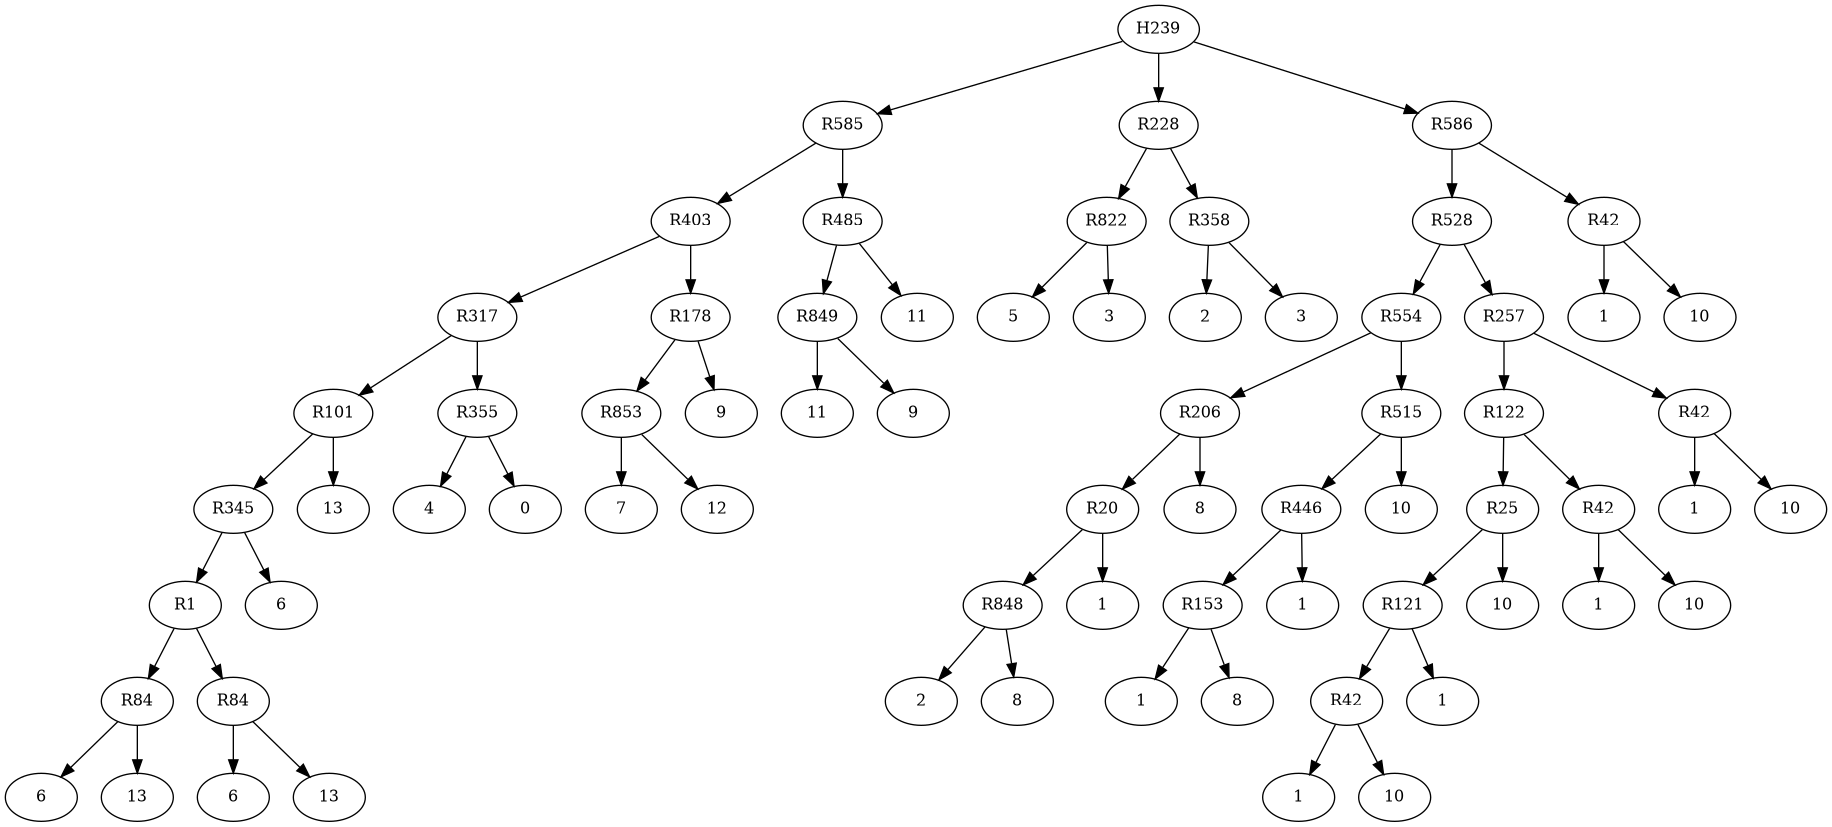 H239
R585 R228 R586
R403 R485 R822 R358 R528 R42
R317 R178 R849 11 5 3 2 3 R554 R257 1 10
R101 R355 R853 9 11 9 R206 R515 R122 R42
R345 13 4 0 7 12 R20 8 R446 10 R25 R42 1 10
R1 6 R848 1 R153 1 R121 10 1 10
R84 R84 2 8 1 8 R42 1
6 13 6 13 1 10